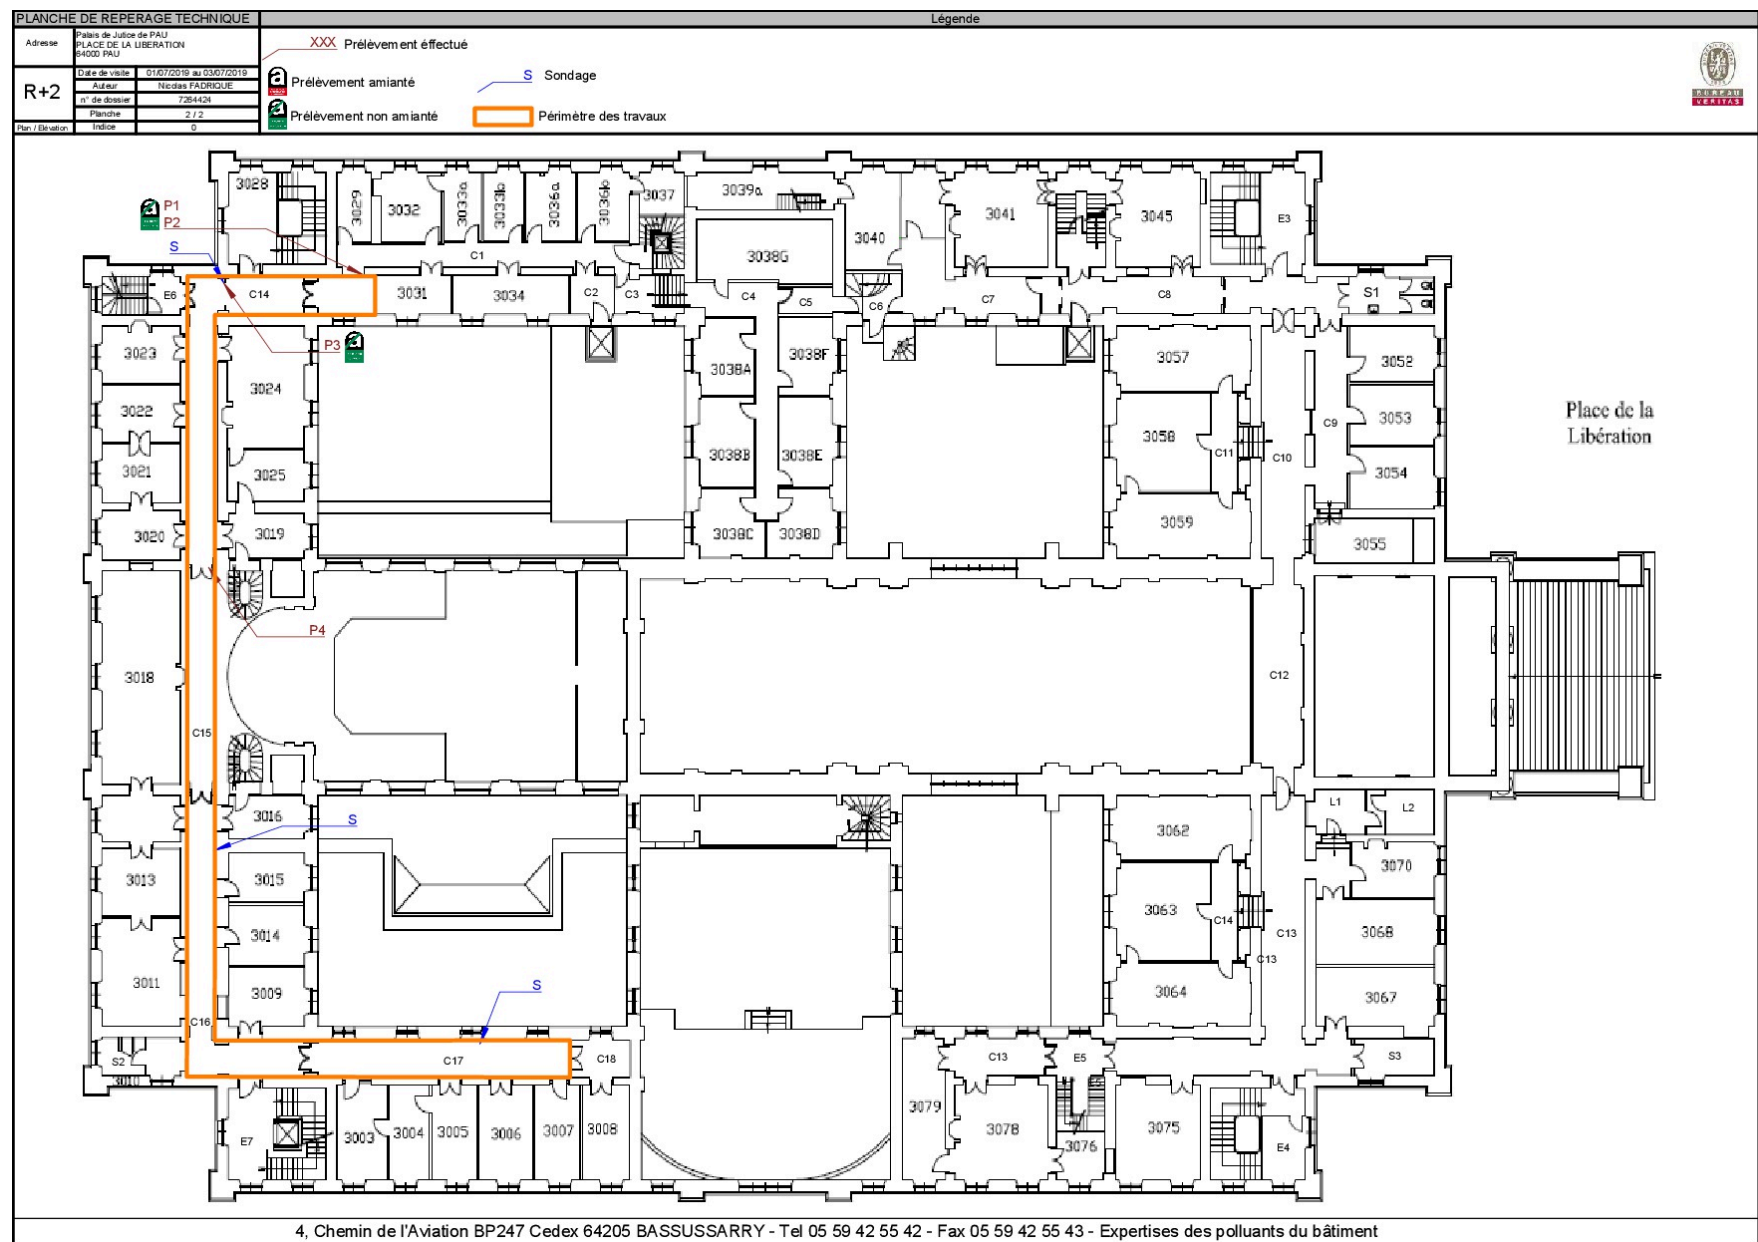 PLANCHE DE REPERAGE TECHNIQUE
Légende
Adresse
Palais de Jutice de PAU
PLACE DE LA LIBERATION
64000 PAU
R+2
Plan / Elévation
Date de visite 01/07/2019 au 03/07/2019
Auteur Nicolas FADRIQUE
n° de dossier 7264424
Planche 2 / 2
Indice 0
XXX Prélèvement éffectué
Prélèvement amianté
S Sondage
Prélèvement non amianté
Périmètre des travaux
BUREAU
VERITAS
3028
3029
3032
3033a
3033b
3036a
3036b
3037
3039a
3040
3041
3045
E3
P1
P2
S
C1
3038G
E6
C14
3031
3034
C2
C3
C4
C5
C6
C7
C8
S1
3023
P3
3024
3038A
3038F
3057
3052
3022
3053
Place de la
Libération
3021
3025
3038B
3038E
3058
C11
C10
C9
3054
3020
3019
3038C
3038D
3059
3055
P4
3018
C12
C15
3016
S
3062
L1
L2
3013
3015
3070
3014
3063
C14
C13
3068
C13
3011
3009
S
3064
3067
C16
S2
3010
C17
C18
C13
E5
S3
E7
3003
3004
3005
3006
3007
3008
3079
3078
3076
3075
E4
4, Chemin de l'Aviation BP247 Cedex 64205 BASSUSSARRY - Tel 05 59 42 55 42 - Fax 05 59 42 55 43 - Expertises des polluants du bâtiment